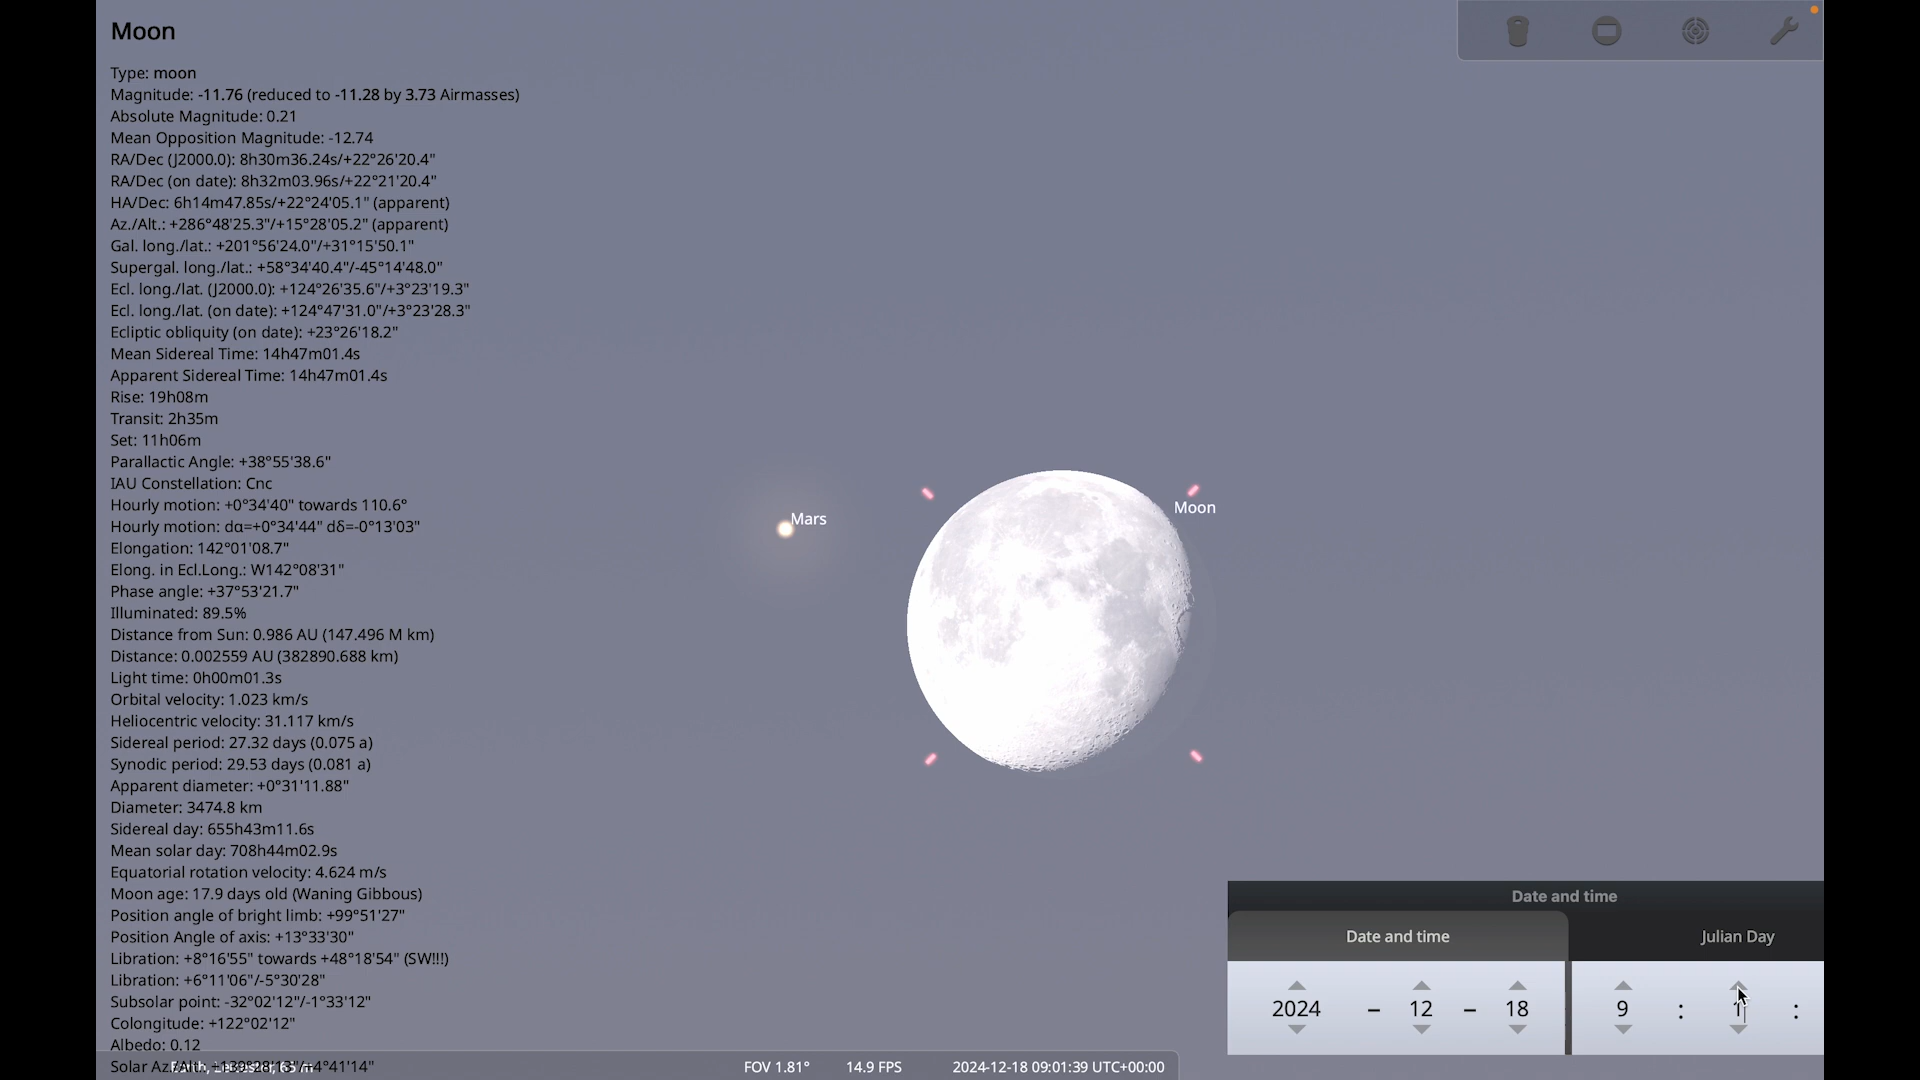 Moon
Type: moon
Magnitude: -11.76 (reduced to -11.28 by 3.73 Airmasses)
Absolute Magnitude: 0.21
Mean Opposition Magnitude: -12.74
RA/Dec (J2000.0): 8h30m36.24s/+22°26'20.4"
RA/Dec (on date): 8h32m03.96s/+22°21'20.4"
HA/Dec: 6h14m47.85s/+22°24'05.1" (apparent)
Az./Alt.: +286°48'25.3"/+15°28'05.2" (apparent)
Gal. long./lat.: +201°56'24.0"/+31°15'50.1"
Supergal. long./lat.: +58°34'40.4"/-45°14'48.0"
Ecl. long./lat. (J2000.0): +124°26'35.6"/+3°23'19.3"
Ecl. long./lat. (on date): +124°47'31.0"/+3°23'28.3"
Ecliptic obliquity (on date): +23°26'18.2"
Mean Sidereal Time: 14h47m01.4s
Apparent Sidereal Time: 14h47m01.4s
Rise: 19h08m
Transit: 2h35m
Set: 11h06m
Parallactic Angle: +38°55'38.6"
IAU Constellation: Cnc
Hourly motion: +0°34'40" towards 110.6°
Hourly motion: dα=+0°34'44" dδ=-0°13'03"
Elongation: 142°01'08.7"
Elong. in Ecl.Long.: W142°08'31"
Phase angle: +37°53'21.7"
Illuminated: 89.5%
Distance from Sun: 0.986 AU (147.496 M km)
Distance: 0.002559 AU (382890.688 km)
Light time: 0h00m01.3s
Orbital velocity: 1.023 km/s
Heliocentric velocity: 31.117 km/s
Sidereal period: 27.32 days (0.075 a)
Synodic period: 29.53 days (0.081 a)
Apparent diameter: +0°31'11.88"
Diameter: 3474.8 km
Sidereal day: 655h43m11.6s
Mean solar day: 708h44m02.9s
Equatorial rotation velocity: 4.624 m/s
Moon age: 17.9 days old (Waning Gibbous)
Position angle of bright limb: +99°51'27"
Position Angle of axis: +13°33'30"
Libration: +8°16'55" towards +48°18'54" (SW!!!)
Libration: +6°11'06"/-5°30'28"
Subsolar point: -32°02'12"/-1°33'12"
Colongitude: +122°02'12"
Albedo: 0.12
Solar Az./Alt.:
Mars
Moon
Date and time
Date and time
Julian Day
2024 – 12 – 18
9 : 1 :
FOV 1.81°
14.9 FPS
2024-12-18 09:01:39 UTC+00:00